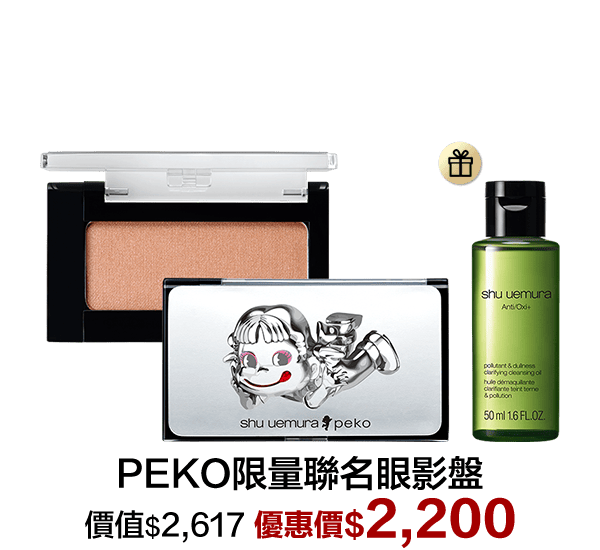 shu uemura
Anti/Oxi+
pollutant & dullness
clarifying cleansing oil
huile démaquillante
clarifiante teint terne
& pollution
50 ml 1.6 FL.OZ.
shu uemura peko
PEKO限量聯名眼影盤
價值$2,617 優惠價$2,200